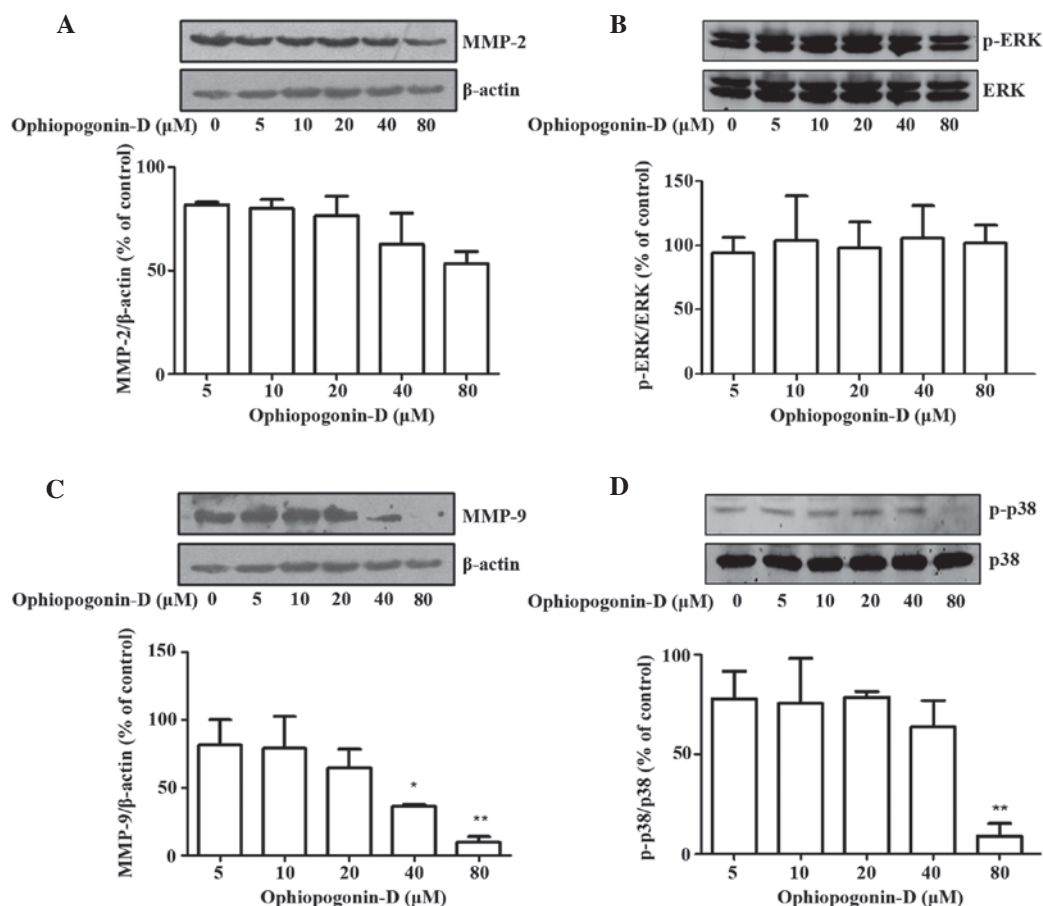 A
MMP-2
β-actin
Ophiopogonin-D (µM) 0 5 10 20 40 80
MMP-2/β-actin (% of control)
100
50
0
5 10 20 40 80
Ophiopogonin-D (µM)
B
p-ERK
ERK
Ophiopogonin-D (µM) 0 5 10 20 40 80
p-ERK/ERK (% of control)
150
100
50
0
5 10 20 40 80
Ophiopogonin-D (µM)
C
MMP-9
β-actin
Ophiopogonin-D (µM) 0 5 10 20 40 80
MMP-9/β-actin (% of control)
150
100
50
0
*
**
5 10 20 40 80
Ophiopogonin-D (µM)
D
p-p38
p38
Ophiopogonin-D (µM) 0 5 10 20 40 80
p-p38/p38 (% of control)
100
50
0
**
5 10 20 40 80
Ophiopogonin-D (µM)